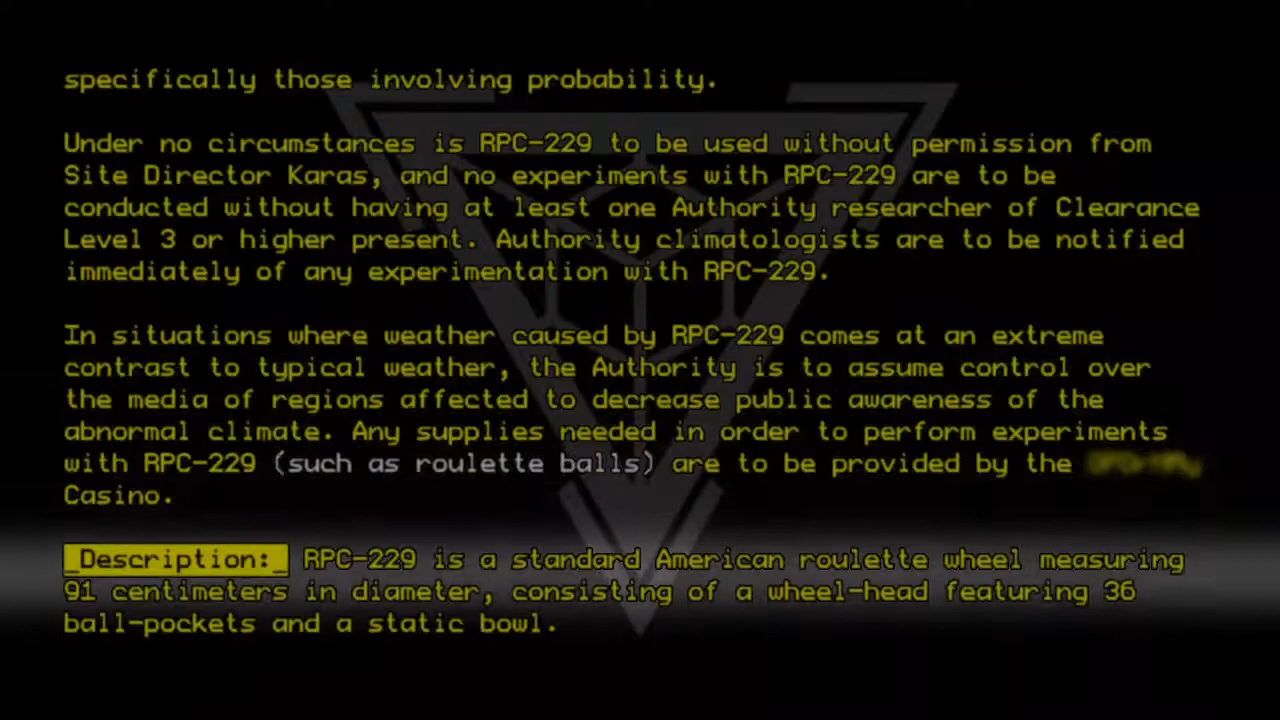 specifically those involving probability.
Under no circumstances is RPC-229 to be used without permission from
Site Director Karas, and no experiments with RPC-229 are to be
conducted without having at least one Authority researcher of Clearance
Level 3 or higher present. Authority climatologists are to be notified
immediately of any experimentation with RPC-229.
In situations where weather caused by RPC-229 comes at an extreme
contrast to typical weather, the Authority is to assume control over
the media of regions affected to decrease public awareness of the
abnormal climate. Any supplies needed in order to perform experiments
with RPC-229 (such as roulette balls) are to be provided by the
Casino.
_Description:_ RPC-229 is a standard American roulette wheel measuring
91 centimeters in diameter, consisting of a wheel-head featuring 36
ball-pockets and a static bowl.